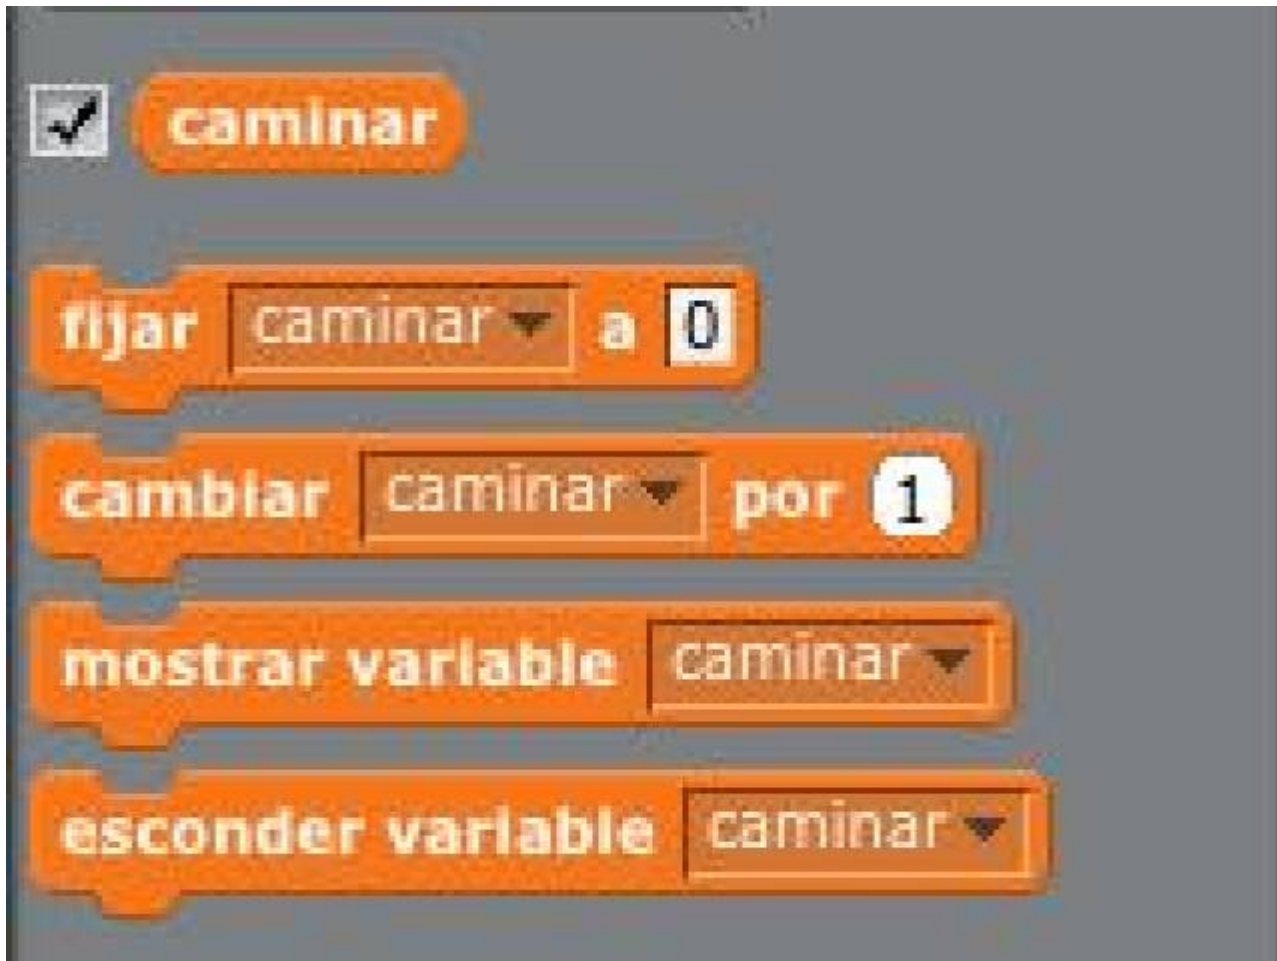 caminar
fijar caminar a 0
cambiar caminar por 1
mostrar variable caminar
esconder variable caminar